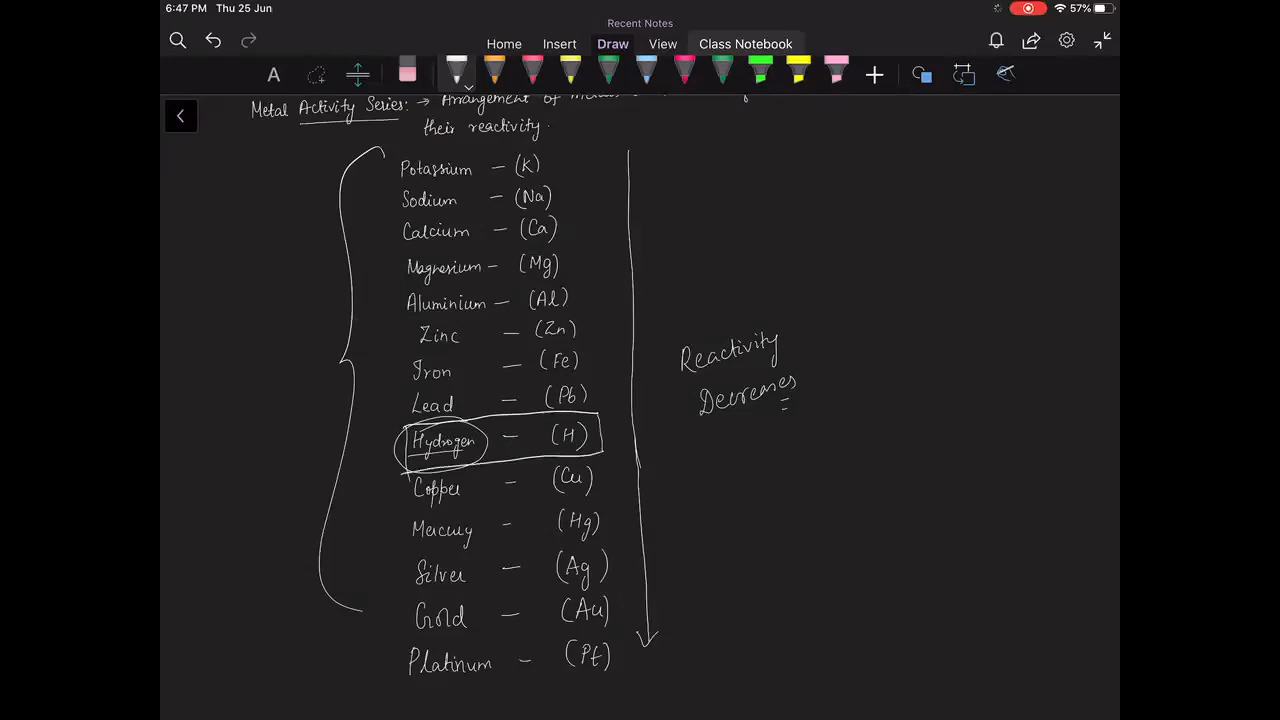 6:47 PM Thu 25 Jun
57%
Recent Notes
Home Insert Draw View Class Notebook
A
Metal Activity Series: → Arrangement of
their reactivity.
Potassium – (K)
Sodium – (Na)
Calcium – (Ca)
Magnesium – (Mg)
Aluminium – (Al)
Zinc – (Zn)
Iron – (Fe)
Lead – (Pb)
Hydrogen – (H)
Copper – (Cu)
Mercury – (Hg)
Silver – (Ag)
Gold – (Au)
Platinum – (Pt)
Reactivity
Decreases